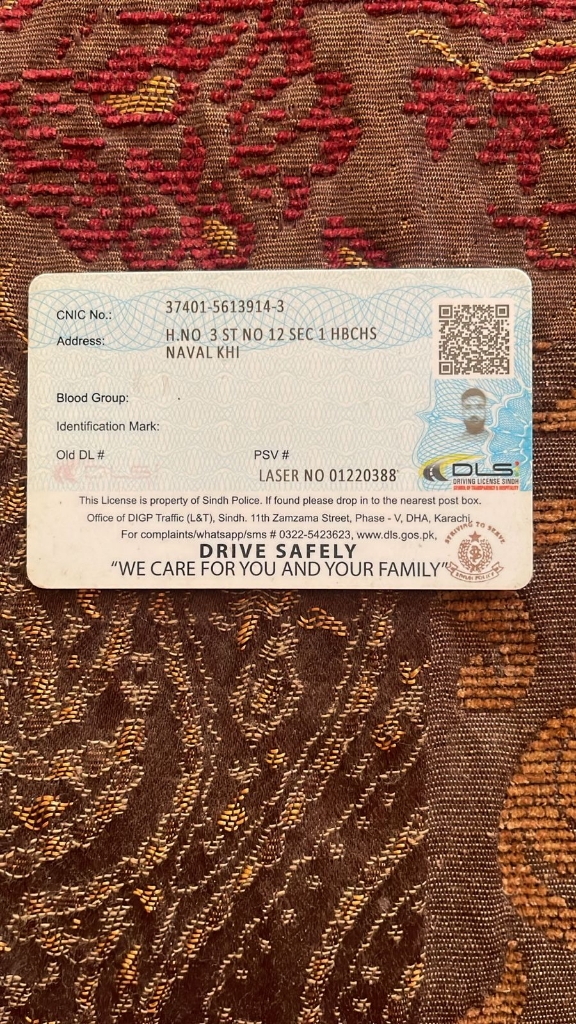 CNIC No.: 37401-5613914-3
Address: H.NO 3 ST NO 12 SEC 1 HBCHS
NAVAL KHI
Blood Group:
Identification Mark:
Old DL # PSV #
DLS LASER NO 01220388 DLS
DRIVING LICENSE SINDH
This License is property of Sindh Police. If found please drop in to the nearest post box.
Office of DIGP Traffic (L&T), Sindh. 11th Zamzama Street, Phase - V, DHA, Karachi.
For complaints/whatsapp/sms # 0322-5423623, www.dls.gos.pk,
DRIVE SAFELY
"WE CARE FOR YOU AND YOUR FAMILY"
STRIVING TO SERVE
SINDH POLICE